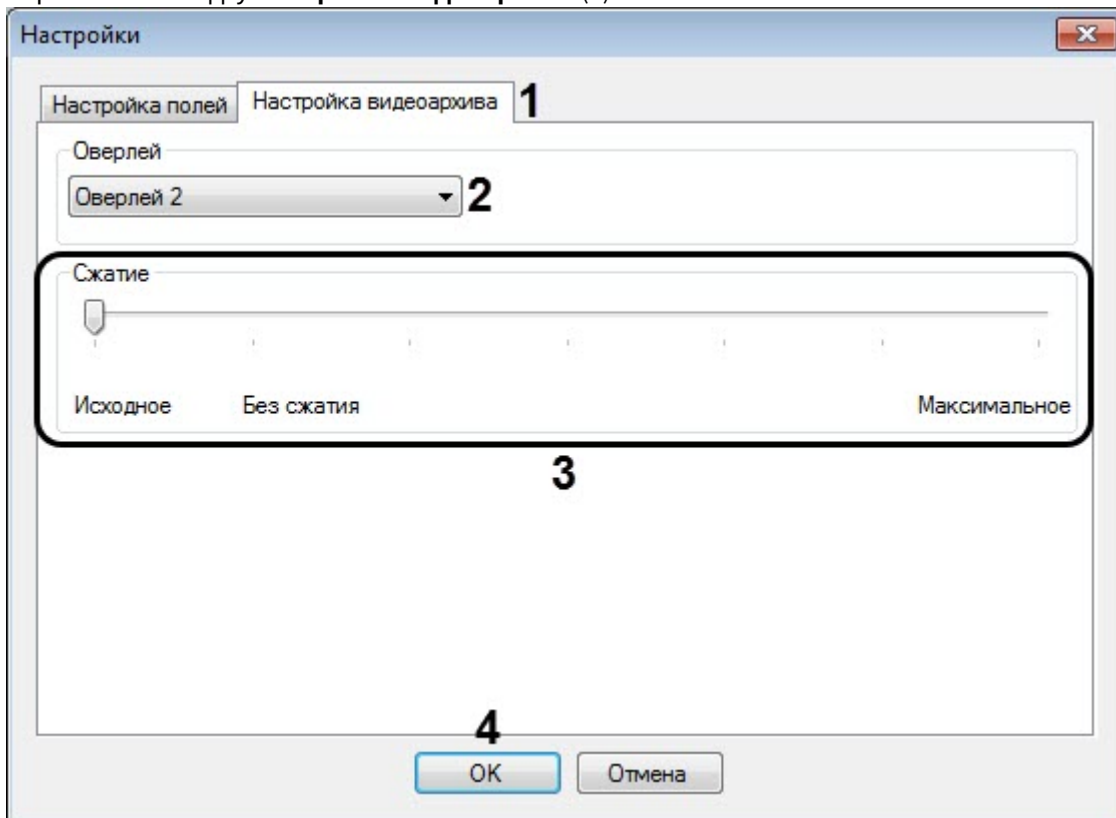 Настройки
Настройка полей Настройка видеоархива 1
Оверлей
Оверлей 2 2
Сжатие
Исходное Без сжатия Максимальное
3
4
OK Отмена